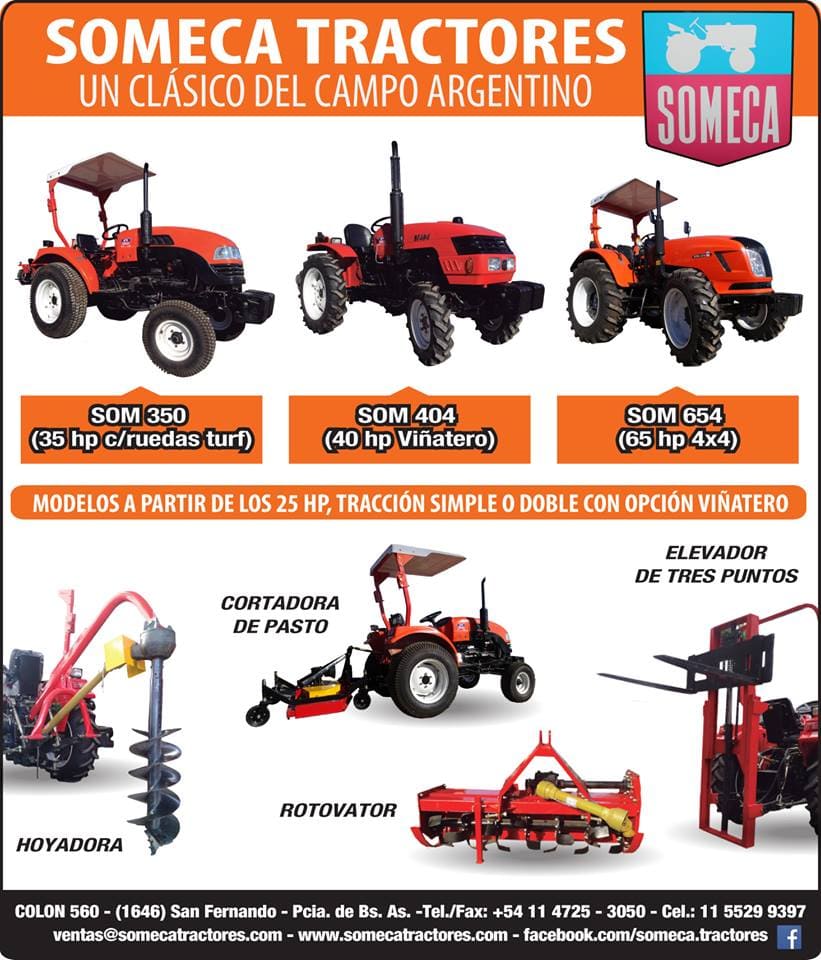 SOMECA TRACTORES
UN CLÁSICO DEL CAMPO ARGENTINO
SOMECA
SOM 350
(35 hp c/ruedas turf)
SOM 404
(40 hp Viñatero)
SOM 654
(65 hp 4x4)
MODELOS A PARTIR DE LOS 25 HP, TRACCIÓN SIMPLE O DOBLE CON OPCIÓN VIÑATERO
ELEVADOR
DE TRES PUNTOS
CORTADORA
DE PASTO
ROTOVATOR
HOYADORA
COLON 560 - (1646) San Fernando - Pcia. de Bs. As. -Tel./Fax: +54 11 4725 - 3050 - Cel.: 11 5529 9397
ventas@somecatractores.com - www.somecatractores.com - facebook.com/someca.tractores f